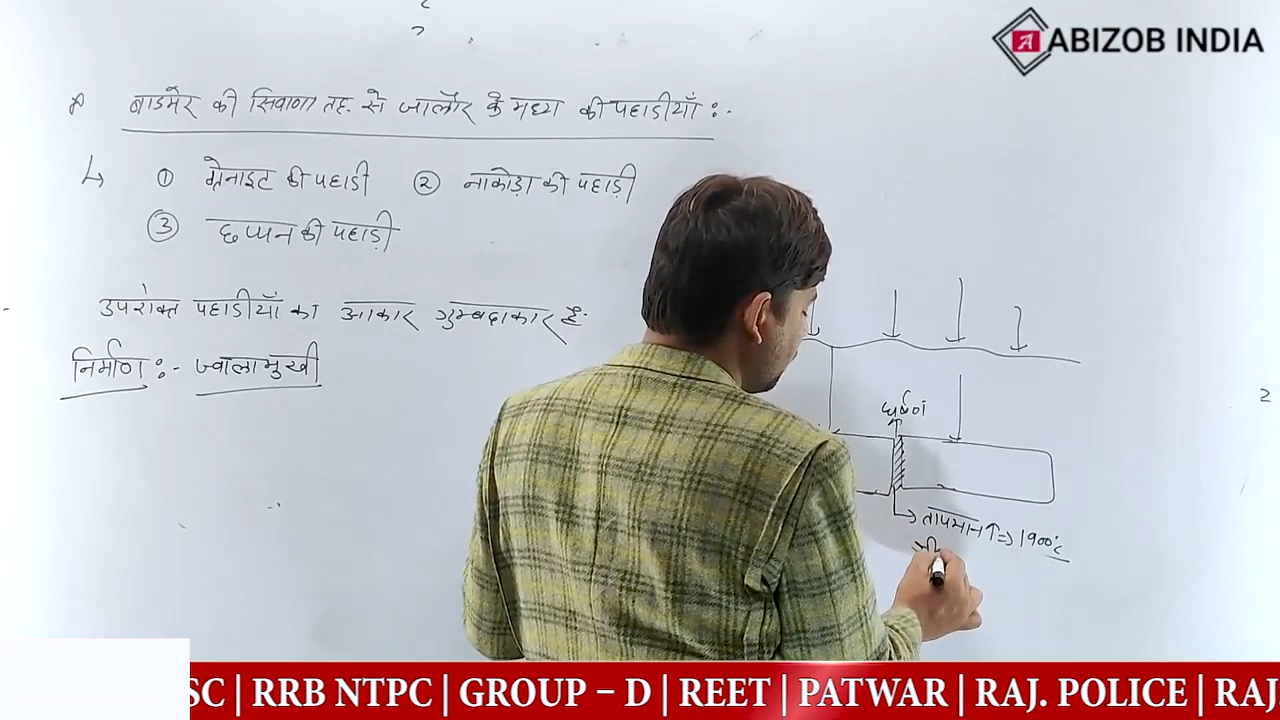 ABIZOB INDIA
बाडमेर की सिवाणा तह. से जालौर के मध्य की पहाडीयाँ :-
① ग्रेनाइट की पहाडी ② नाकोड़ा की पहाड़ी
③ छप्पन की पहाड़ी
उपरोक्त पहाडीयाँ का आकार गुम्बदाकार है
निर्माण :- ज्वालामुखी
घर्षण
तापमान ↑ => 1900°C
SC | RRB NTPC | GROUP – D | REET | PATWAR | RAJ. POLICE | RAJ